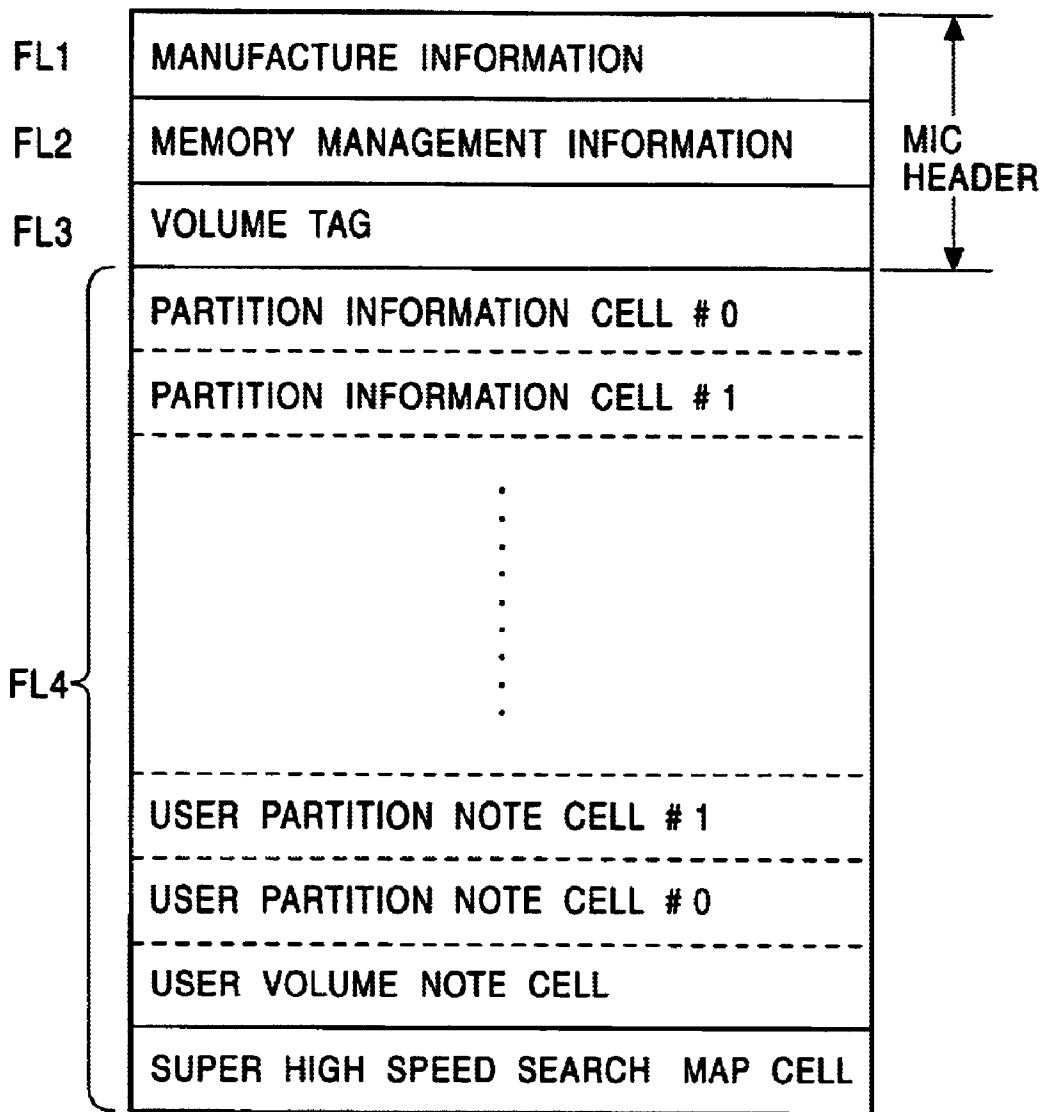 FL1 MANUFACTURE INFORMATION
FL2 MEMORY MANAGEMENT INFORMATION
MIC
HEADER
FL3 VOLUME TAG
PARTITION INFORMATION CELL # 0
PARTITION INFORMATION CELL # 1
FL4
USER PARTITION NOTE CELL # 1
USER PARTITION NOTE CELL # 0
USER VOLUME NOTE CELL
SUPER HIGH SPEED SEARCH MAP CELL